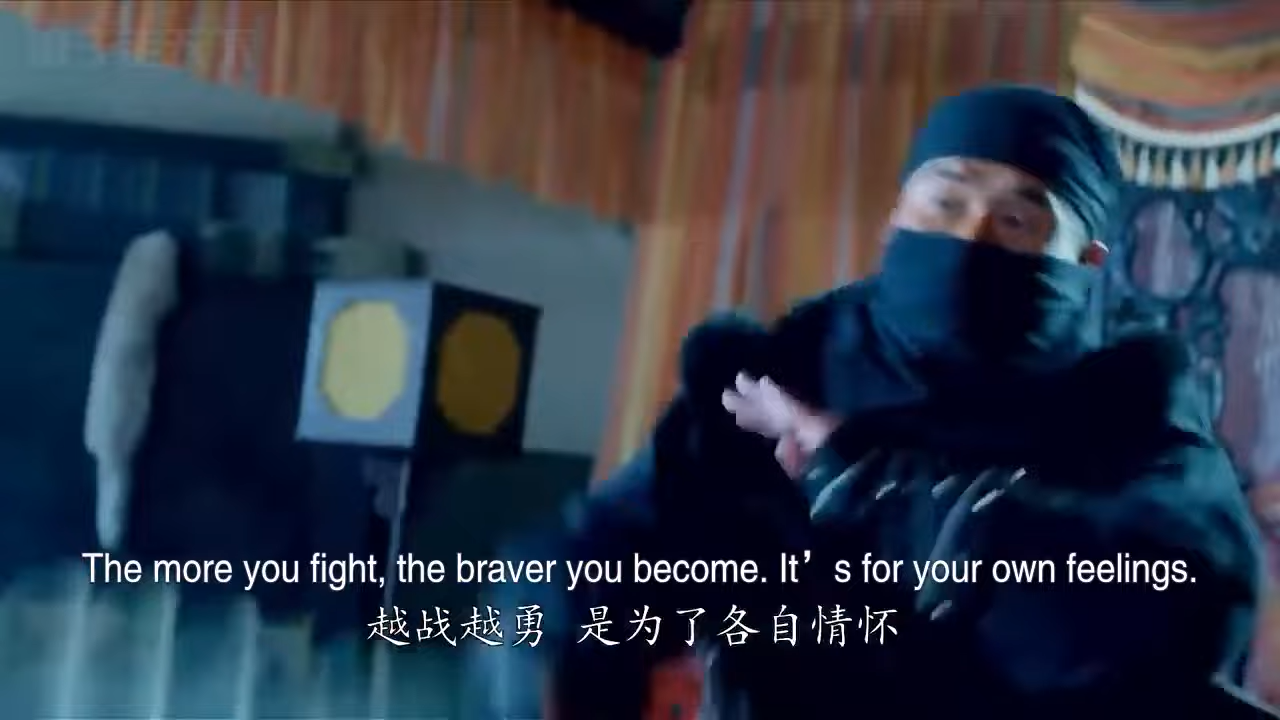 The more you fight, the braver you become. It’s for your own feelings.
越战越勇 是为了各自情怀